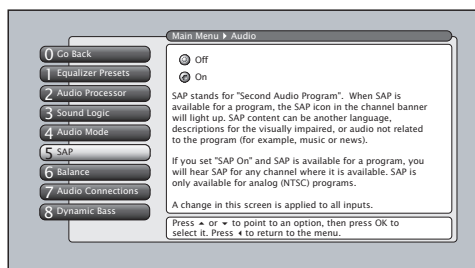 Main Menu ▸ Audio
0 Go Back
1 Equalizer Presets
2 Audio Processor
3 Sound Logic
4 Audio Mode
5 SAP
6 Balance
7 Audio Connections
8 Dynamic Bass
Off
On
SAP stands for "Second Audio Program". When SAP is
available for a program, the SAP icon in the channel banner
will light up. SAP content can be another language,
descriptions for the visually impaired, or audio not related
to the program (for example, music or news).
If you set "SAP On" and SAP is available for a program, you
will hear SAP for any channel where it is available. SAP is
only available for analog (NTSC) programs.
A change in this screen is applied to all inputs.
Press ▲ or ▼ to point to an option, then press OK to
select it. Press ◀ to return to the menu.